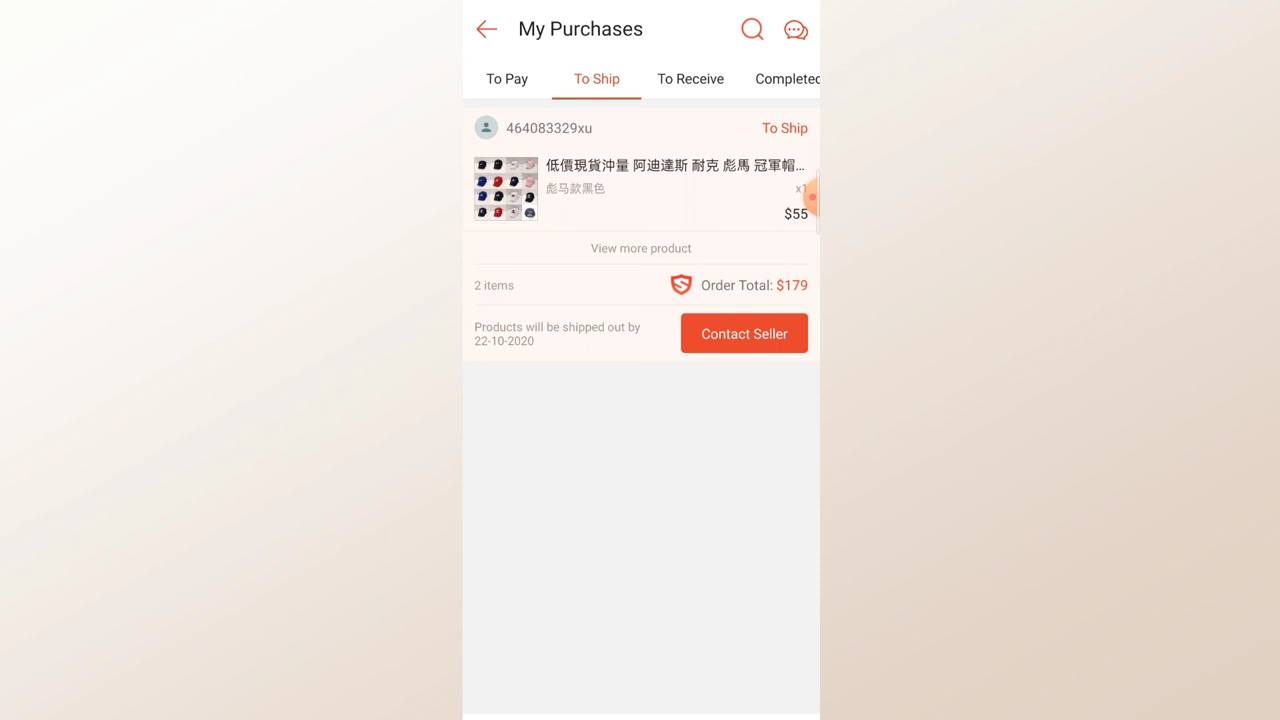 My Purchases
To Pay
To Ship
To Receive
Completed
464083329xu
To Ship
低價現貨沖量 阿迪達斯 耐克 彪馬 冠軍帽...
彪马款黑色
x1
$55
View more product
2 items
Order Total: $179
Products will be shipped out by
22-10-2020
Contact Seller